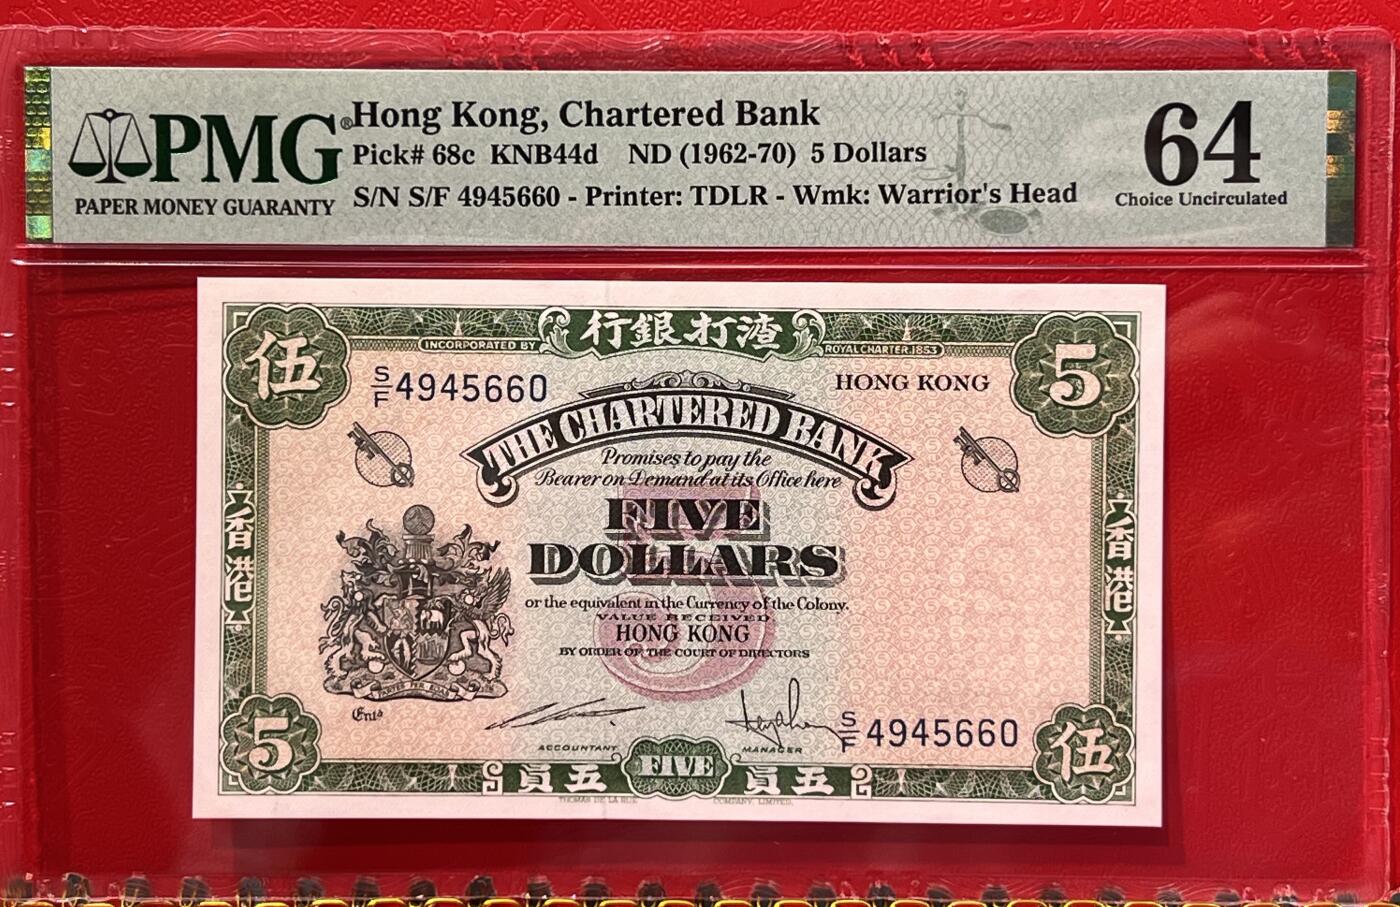 PMG®
PAPER MONEY GUARANTY
Hong Kong, Chartered Bank
Pick# 68c KNB44d ND (1962-70) 5 Dollars
S/N S/F 4945660 - Printer: TDLR - Wmk: Warrior's Head
64
Choice Uncirculated
行銀打渣
伍
5
INCORPORATED BY
ROYAL CHARTER 1853
S/F 4945660
HONG KONG
THE CHARTERED BANK
Promises to pay the
Bearer on Demand at its Office here
FIVE
DOLLARS
or the equivalent in the Currency of the Colony.
VALUE RECEIVED
HONG KONG
BY ORDER OF THE COURT OF DIRECTORS
香港
香港
Entd
S/F 4945660
ACCOUNTANT
MANAGER
5
員五
FIVE
員五
伍
THOMAS DE LA RUE
COMPANY, LIMITED.